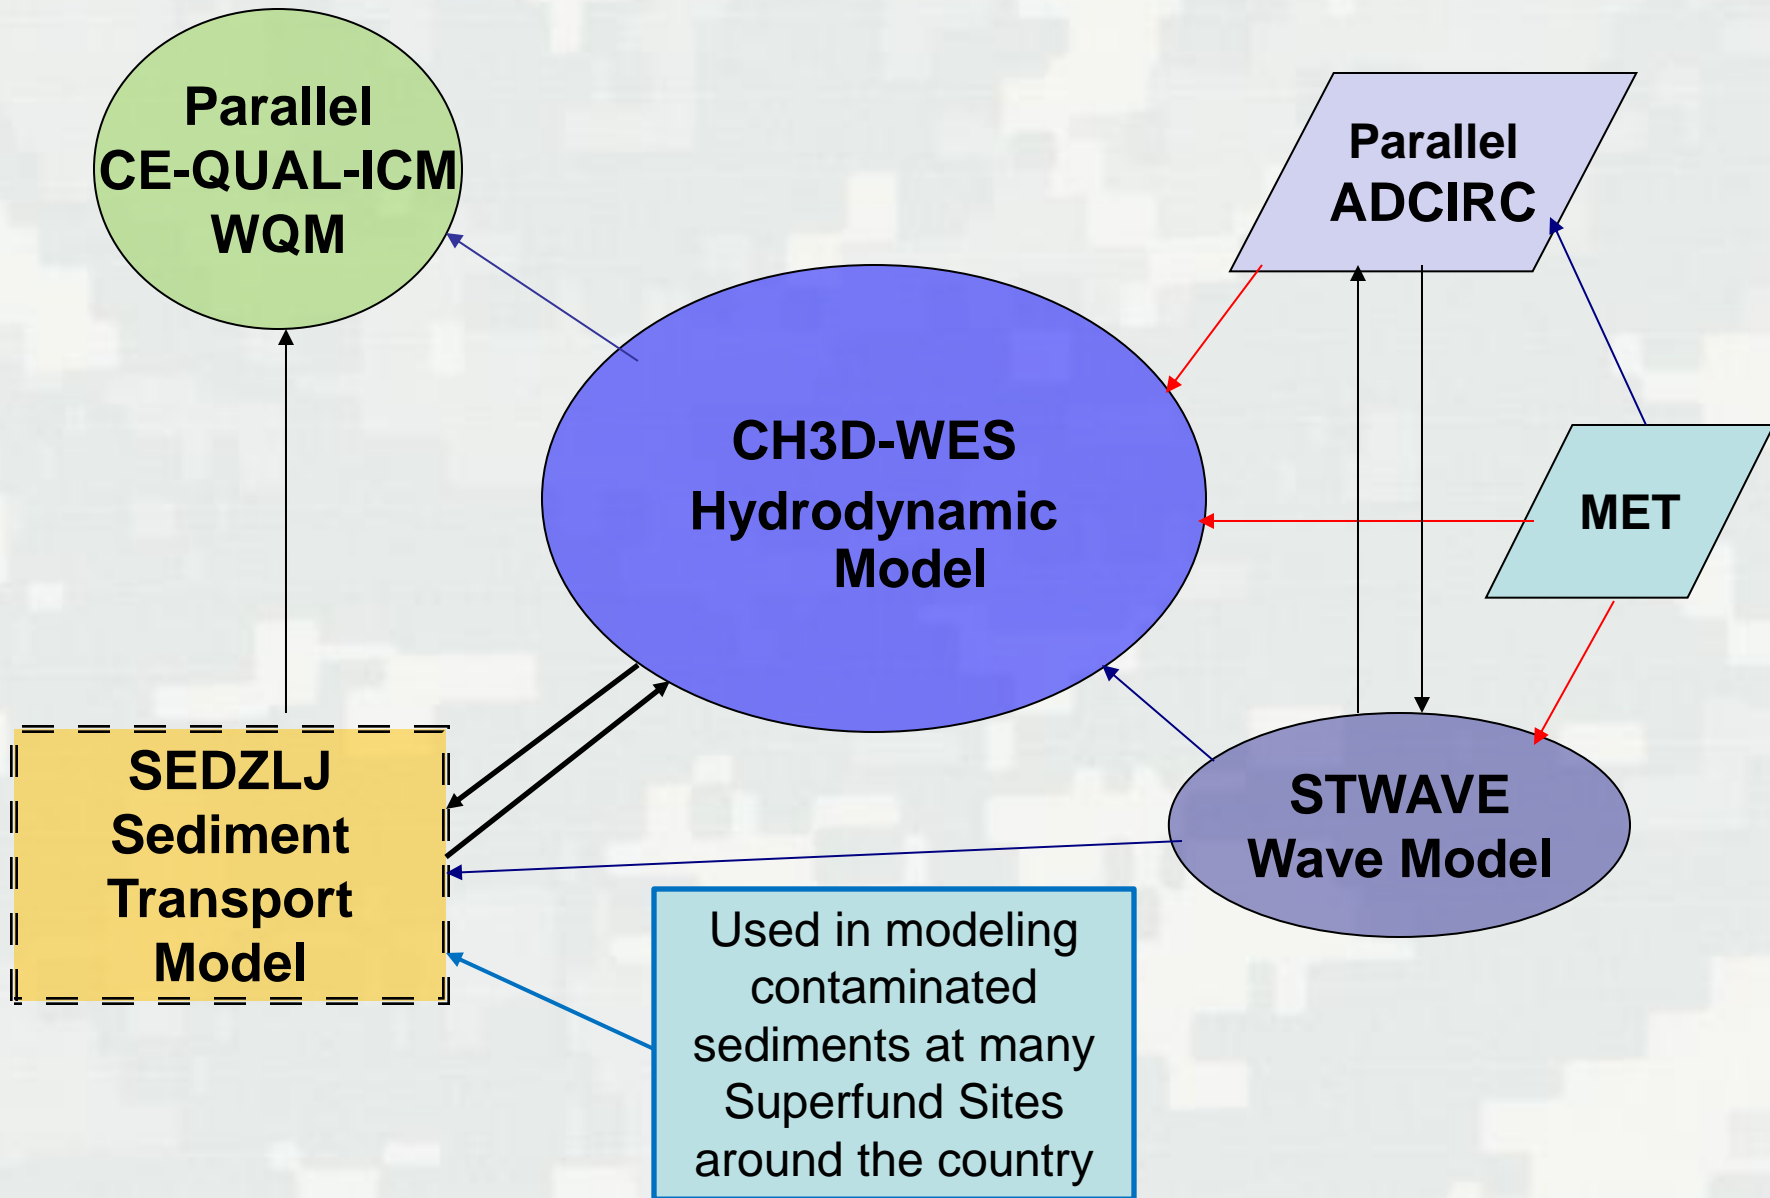 Parallel
CE-QUAL-ICM
WQM
Parallel
ADCIRC
CH3D-WES
Hydrodynamic
Model
MET
SEDZLJ
Sediment
Transport
Model
STWAVE
Wave Model
Used in modeling
contaminated
sediments at many
Superfund Sites
around the country